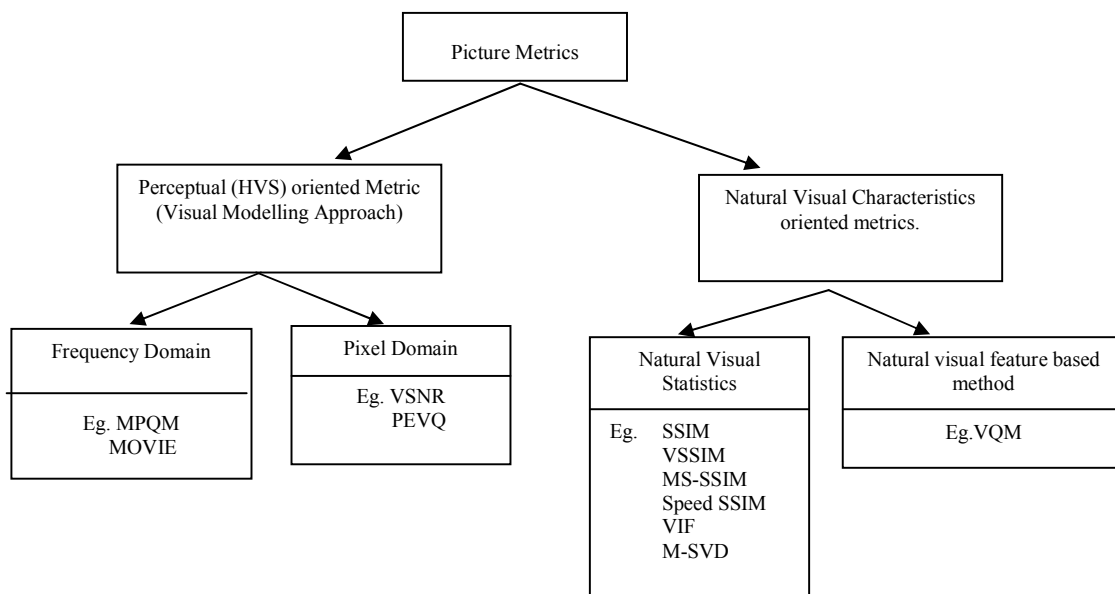 Picture Metrics
Perceptual (HVS) oriented Metric
(Visual Modelling Approach)
Natural Visual Characteristics
oriented metrics.
Frequency Domain
Eg. MPQM
MOVIE
Pixel Domain
Eg. VSNR
PEVQ
Natural Visual
Statistics
Eg. SSIM
VSSIM
MS-SSIM
Speed SSIM
VIF
M-SVD
Natural visual feature based
method
Eg.VQM